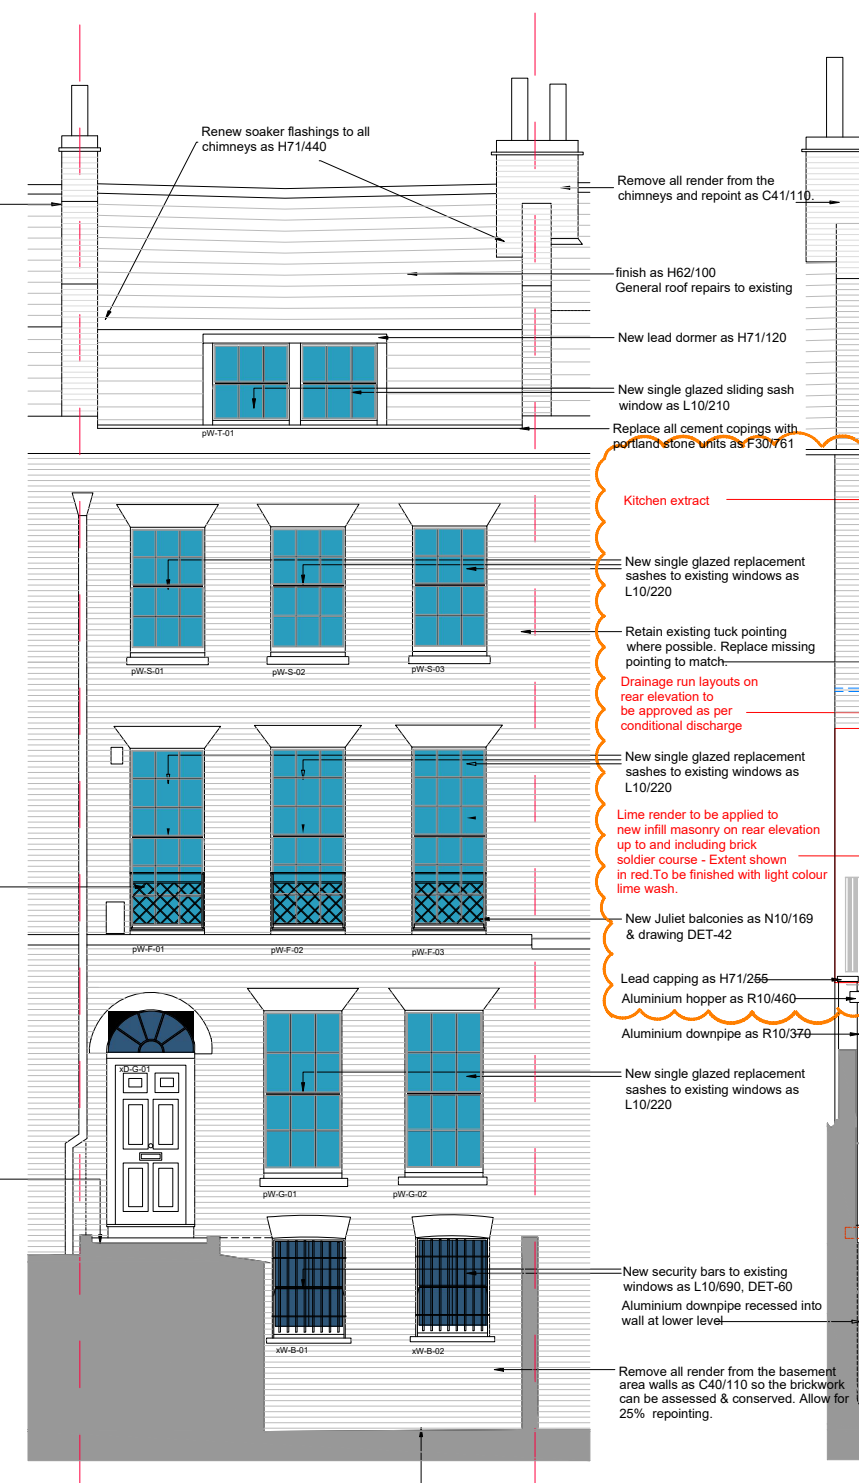 Renew soaker flashings to all
chimneys as H71/440
Remove all render from the
chimneys and repoint as C41/110.
finish as H62/100
General roof repairs to existing
New lead dormer as H71/120
New single glazed sliding sash
window as L10/210
pW-T-01
Replace all cement copings with
portland stone units as F30/761
Kitchen extract
New single glazed replacement
sashes to existing windows as
L10/220
Retain existing tuck pointing
where possible. Replace missing
pointing to match.
pW-S-01
pW-S-02
pW-S-03
Drainage run layouts on
rear elevation to
be approved as per
conditional discharge
New single glazed replacement
sashes to existing windows as
L10/220
Lime render to be applied to
new infill masonry on rear elevation
up to and including brick
soldier course - Extent shown
in red.To be finished with light colour
lime wash.
New Juliet balconies as N10/169
& drawing DET-42
pW-F-01
pW-F-02
pW-F-03
Lead capping as H71/255
Aluminium hopper as R10/460
Aluminium downpipe as R10/370
xD-G-01
New single glazed replacement
sashes to existing windows as
L10/220
pW-G-01
pW-G-02
New security bars to existing
windows as L10/690, DET-60
Aluminium downpipe recessed into
wall at lower level
xW-B-01
xW-B-02
Remove all render from the basement
area walls as C40/110 so the brickwork
can be assessed & conserved. Allow for
25% repointing.